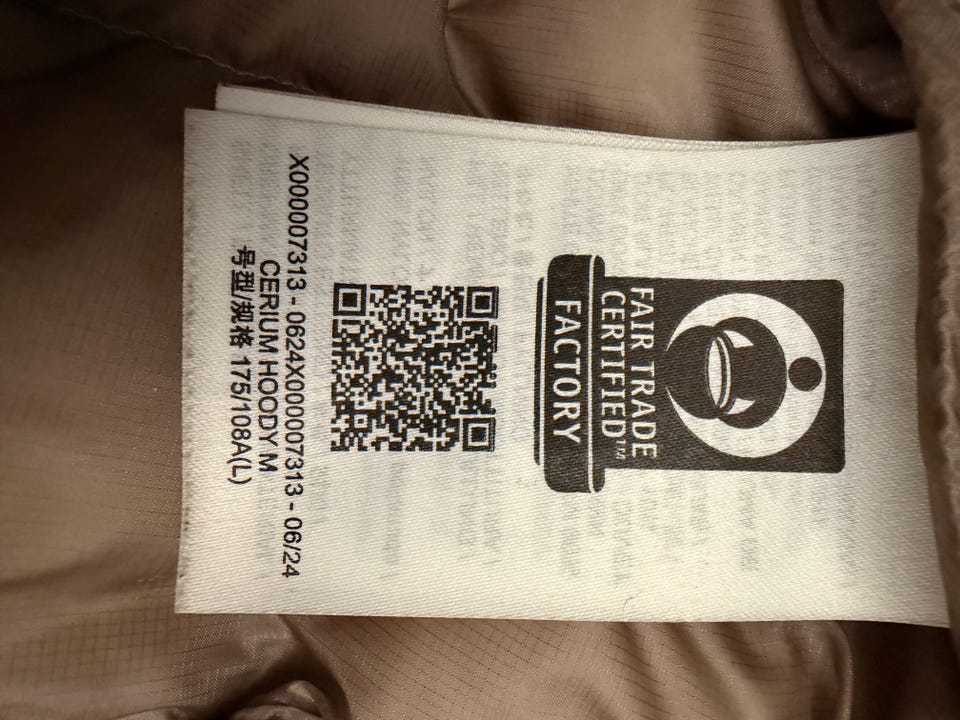 FAIR TRADE
CERTIFIED™
FACTORY
X000007313 - 0624X000007313 - 06/24
CERIUM HOODY M
号型/规格 175/108A(L)